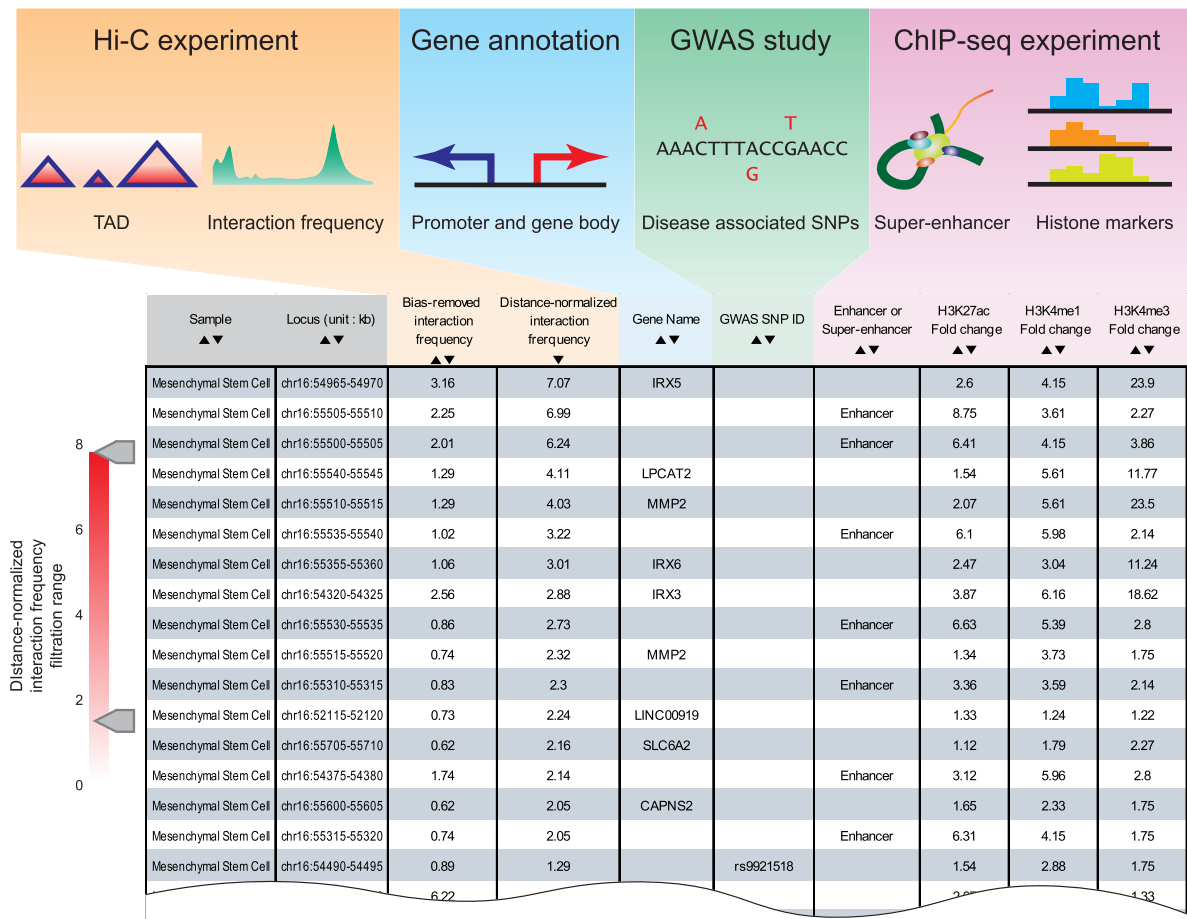 Hi-C experiment
Gene annotation
GWAS study
ChIP-seq experiment
A T
AAACTTTACCGAACC
G
TAD
Interaction frequency
Promoter and gene body
Disease associated SNPs
Super-enhancer
Histone markers
Sample
Locus (unit : kb)
Bias-removed
interaction
frequency
Distance-normalized
interaction
frerquency
Gene Name
GWAS SNP ID
Enhancer or
Super-enhancer
H3K27ac
Fold change
H3K4me1
Fold change
H3K4me3
Fold change
Mesenchymal Stem Cell chr16:54965-54970 3.16 7.07 IRX5 2.6 4.15 23.9
Mesenchymal Stem Cell chr16:55505-55510 2.25 6.99 Enhancer 8.75 3.61 2.27
Mesenchymal Stem Cell chr16:55500-55505 2.01 6.24 Enhancer 6.41 4.15 3.86
Mesenchymal Stem Cell chr16:55540-55545 1.29 4.11 LPCAT2 1.54 5.61 11.77
Mesenchymal Stem Cell chr16:55510-55515 1.29 4.03 MMP2 2.07 5.61 23.5
Mesenchymal Stem Cell chr16:55535-55540 1.02 3.22 Enhancer 6.1 5.98 2.14
Mesenchymal Stem Cell chr16:55355-55360 1.06 3.01 IRX6 2.47 3.04 11.24
Mesenchymal Stem Cell chr16:54320-54325 2.56 2.88 IRX3 3.87 6.16 18.62
Mesenchymal Stem Cell chr16:55530-55535 0.86 2.73 Enhancer 6.63 5.39 2.8
Mesenchymal Stem Cell chr16:55515-55520 0.74 2.32 MMP2 1.34 3.73 1.75
Mesenchymal Stem Cell chr16:55310-55315 0.83 2.3 Enhancer 3.36 3.59 2.14
Mesenchymal Stem Cell chr16:52115-52120 0.73 2.24 LINC00919 1.33 1.24 1.22
Mesenchymal Stem Cell chr16:55705-55710 0.62 2.16 SLC6A2 1.12 1.79 2.27
Mesenchymal Stem Cell chr16:54375-54380 1.74 2.14 Enhancer 3.12 5.96 2.8
Mesenchymal Stem Cell chr16:55600-55605 0.62 2.05 CAPNS2 1.65 2.33 1.75
Mesenchymal Stem Cell chr16:55315-55320 0.74 2.05 Enhancer 6.31 4.15 1.75
Mesenchymal Stem Cell chr16:54490-54495 0.89 1.29 rs9921518 1.54 2.88 1.75
6.22 1.33
8
6
4
2
0
DIstance-normalized
interaction frequency
filtration range